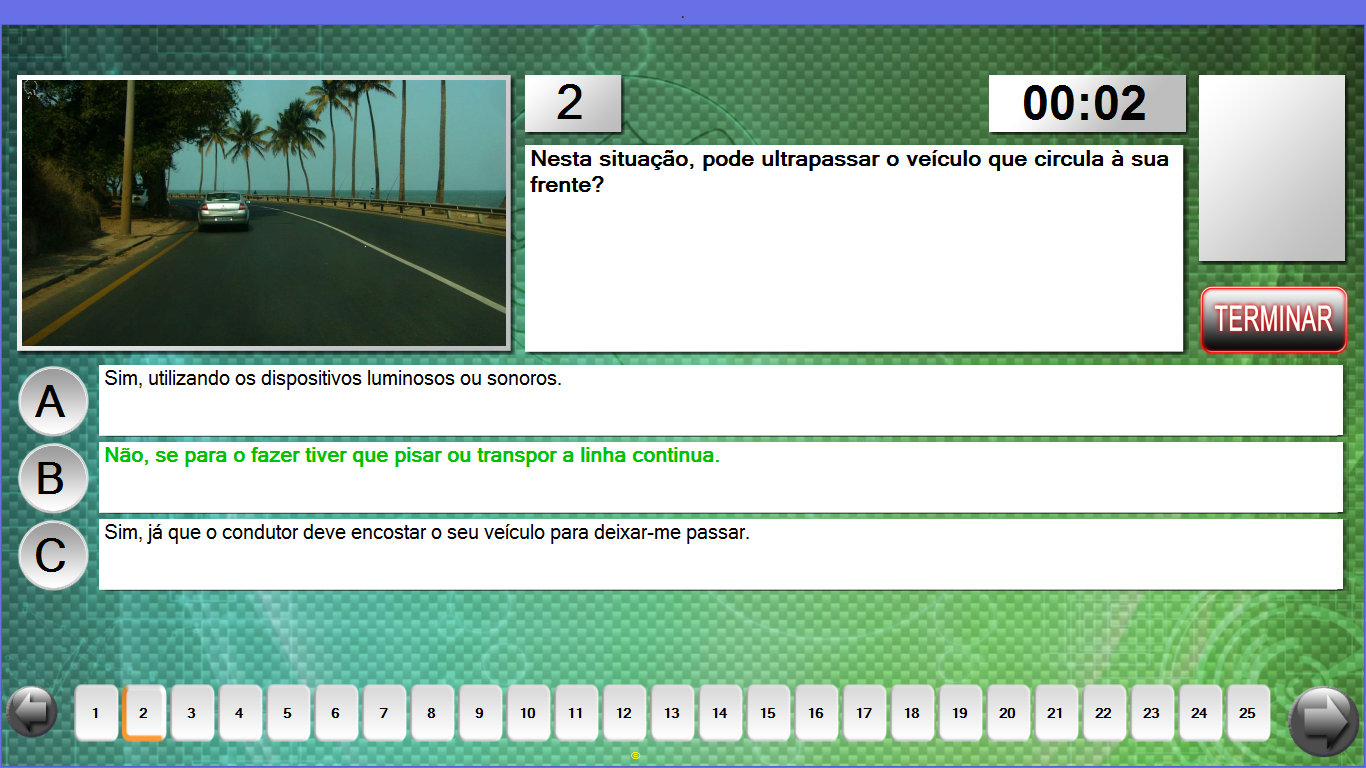 2
00:02
Nesta situação, pode ultrapassar o veículo que circula à sua
frente?
TERMINAR
A
Sim, utilizando os dispositivos luminosos ou sonoros.
B
Não, se para o fazer tiver que pisar ou transpor a linha continua.
C
Sim, já que o condutor deve encostar o seu veículo para deixar-me passar.
1 2 3 4 5 6 7 8 9 10 11 12 13 14 15 16 17 18 19 20 21 22 23 24 25